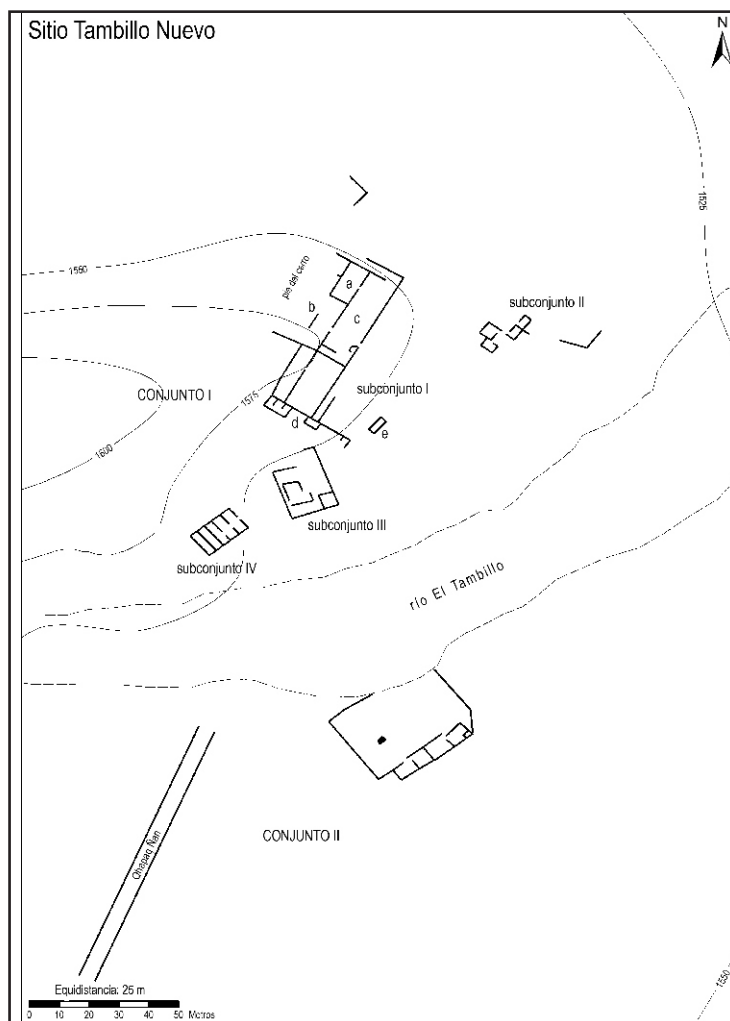 Sitio Tambillo Nuevo
N
1525
1550
pie del cerro
a
b
c
subconjunto II
CONJUNTO I
1575
subconjunto I
d
e
1600
subconjunto III
subconjunto IV
río El Tambillo
CONJUNTO II
Qhapaq Ñan
1550
Equidistancia: 25 m
0 10 20 30 40 50 Metros